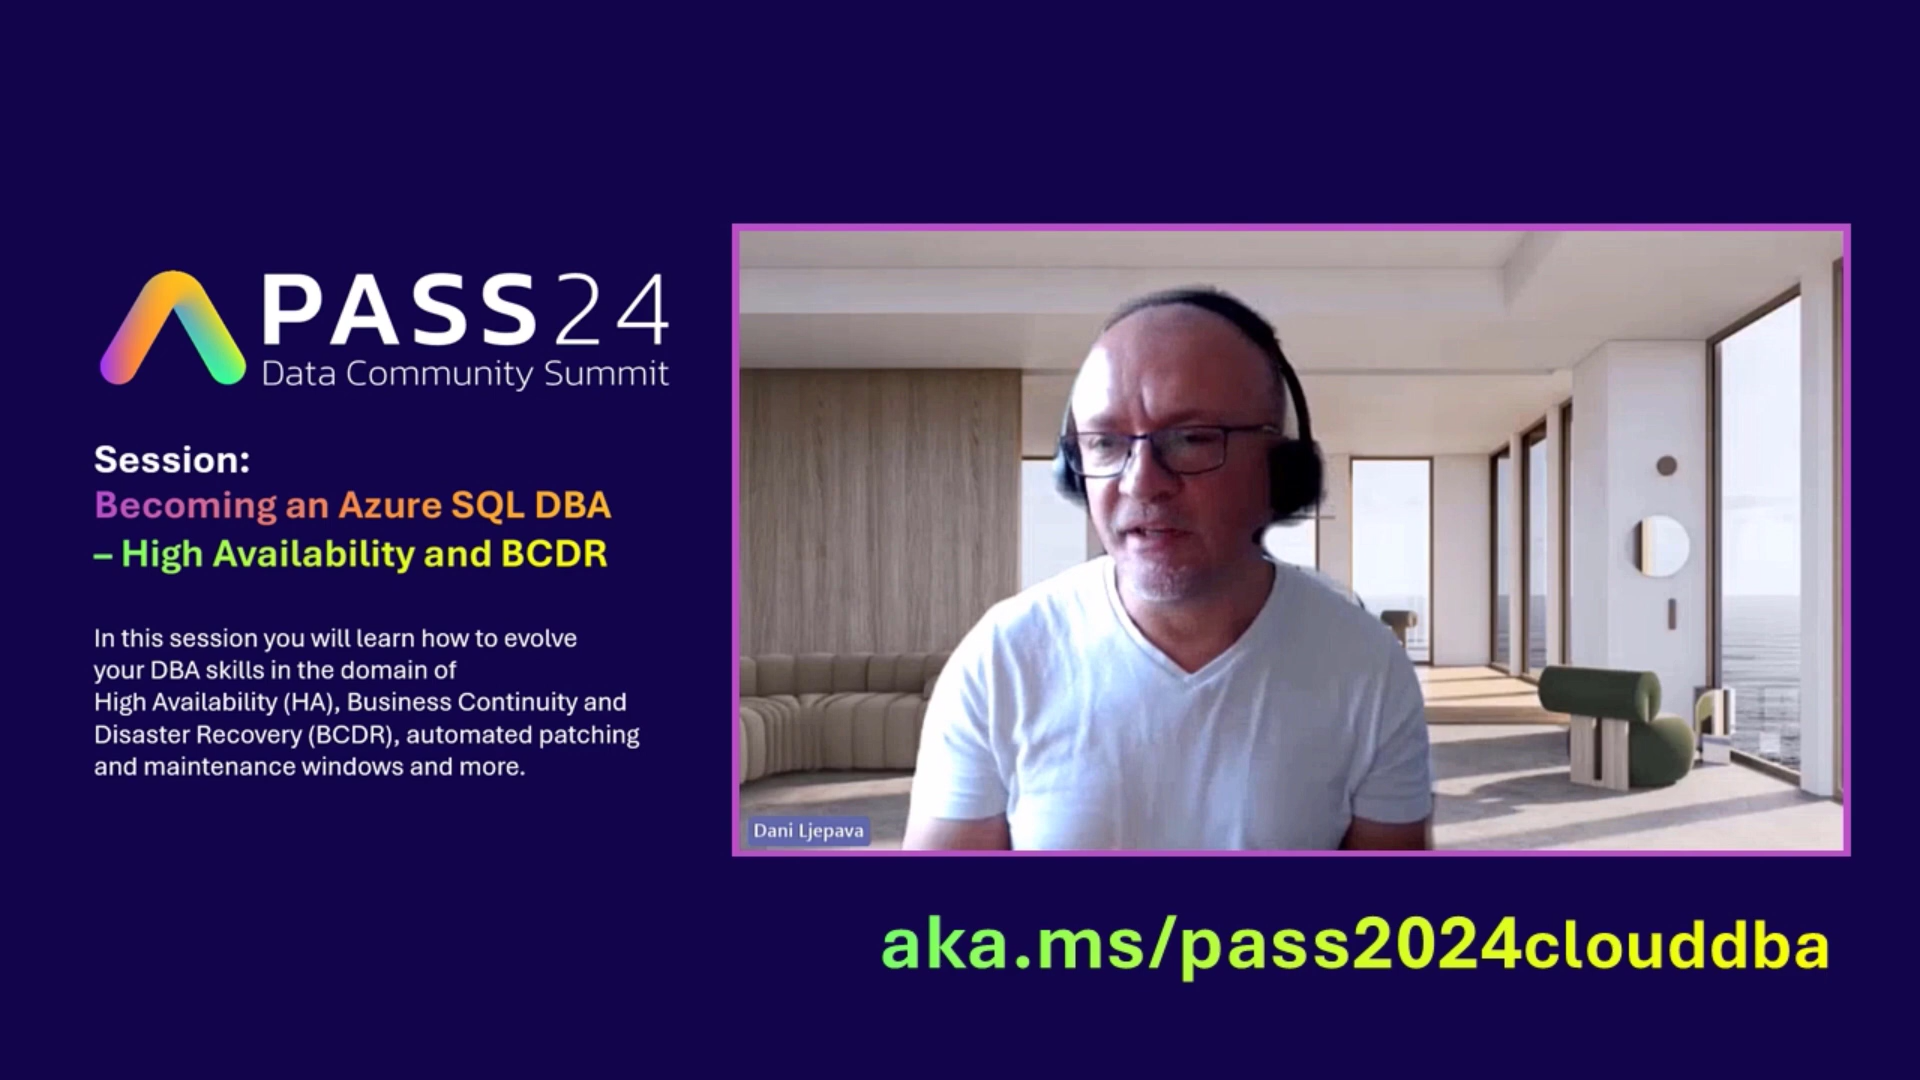 PASS24
Data Community Summit
Session:
Becoming an Azure SQL DBA
– High Availability and BCDR
In this session you will learn how to evolve
your DBA skills in the domain of
High Availability (HA), Business Continuity and
Disaster Recovery (BCDR), automated patching
and maintenance windows and more.
Dani Ljepava
aka.ms/pass2024clouddba